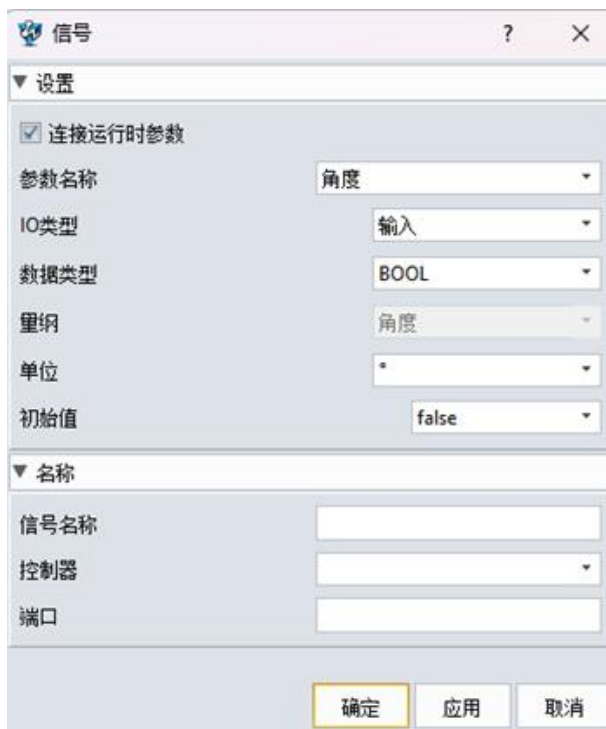 信号 ?
设置
连接运行时参数
参数名称 角度
IO类型 输入
数据类型 BOOL
量纲 角度
单位 °
初始值 false
名称
信号名称
控制器
端口
确定 应用 取消